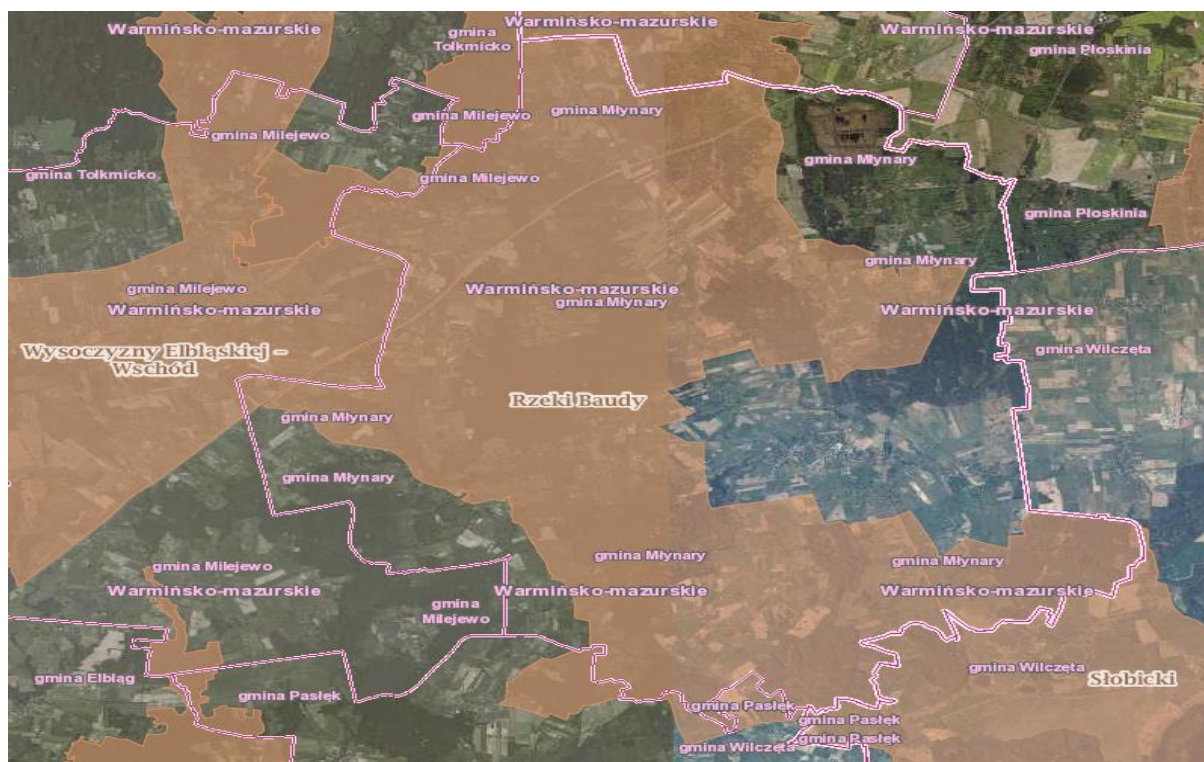 Warmińsko-mazurskie
gmina
Tolkmicko
Warmińsko-mazurskie
Warmińsko-mazurskie
gmina Płoskinia
gmina Milejewo
gmina Milejewo
gmina Młynary
gmina Młynary
gmina Tolkmicko
gmina Milejewo
gmina Płoskinia
gmina Młynary
gmina Milejewo
Warmińsko-mazurskie
gmina Młynary
Warmińsko-mazurskie
Warmińsko-mazurskie
Wysoczyzny Elbląskiej –
Wschód
gmina Wilczęta
Rzeki Baudy
gmina Młynary
gmina Młynary
gmina Milejewo
gmina Młynary
gmina Młynary
Warmińsko-mazurskie
Warmińsko-mazurskie
Warmińsko-mazurskie
gmina
Milejewo
gmina Wilczęta
Słobicki
gmina Elbląg
gmina Pasłęk
gmina Pasłęk
gmina Pasłęk
gmina Pasłęk
gmina Wilczęta